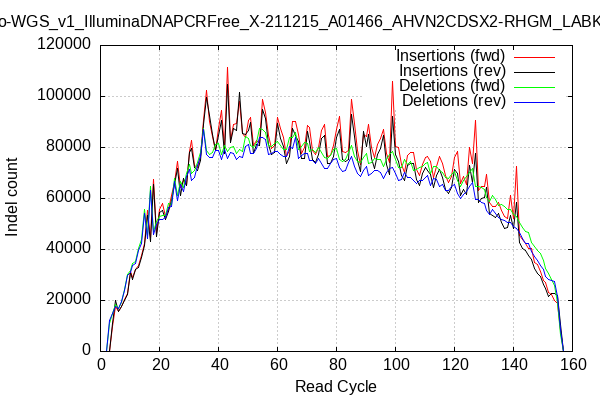 o-WGS_v1_IlluminaDNAPCRFree_X-211215_A01466_AHVN2CDSX2-RHGM_LABK
Insertions (fwd)
Insertions (rev)
Deletions (fwd)
Deletions (rev)
120000
100000
80000
60000
40000
20000
0
Indel count
0 20 40 60 80 100 120 140 160
Read Cycle